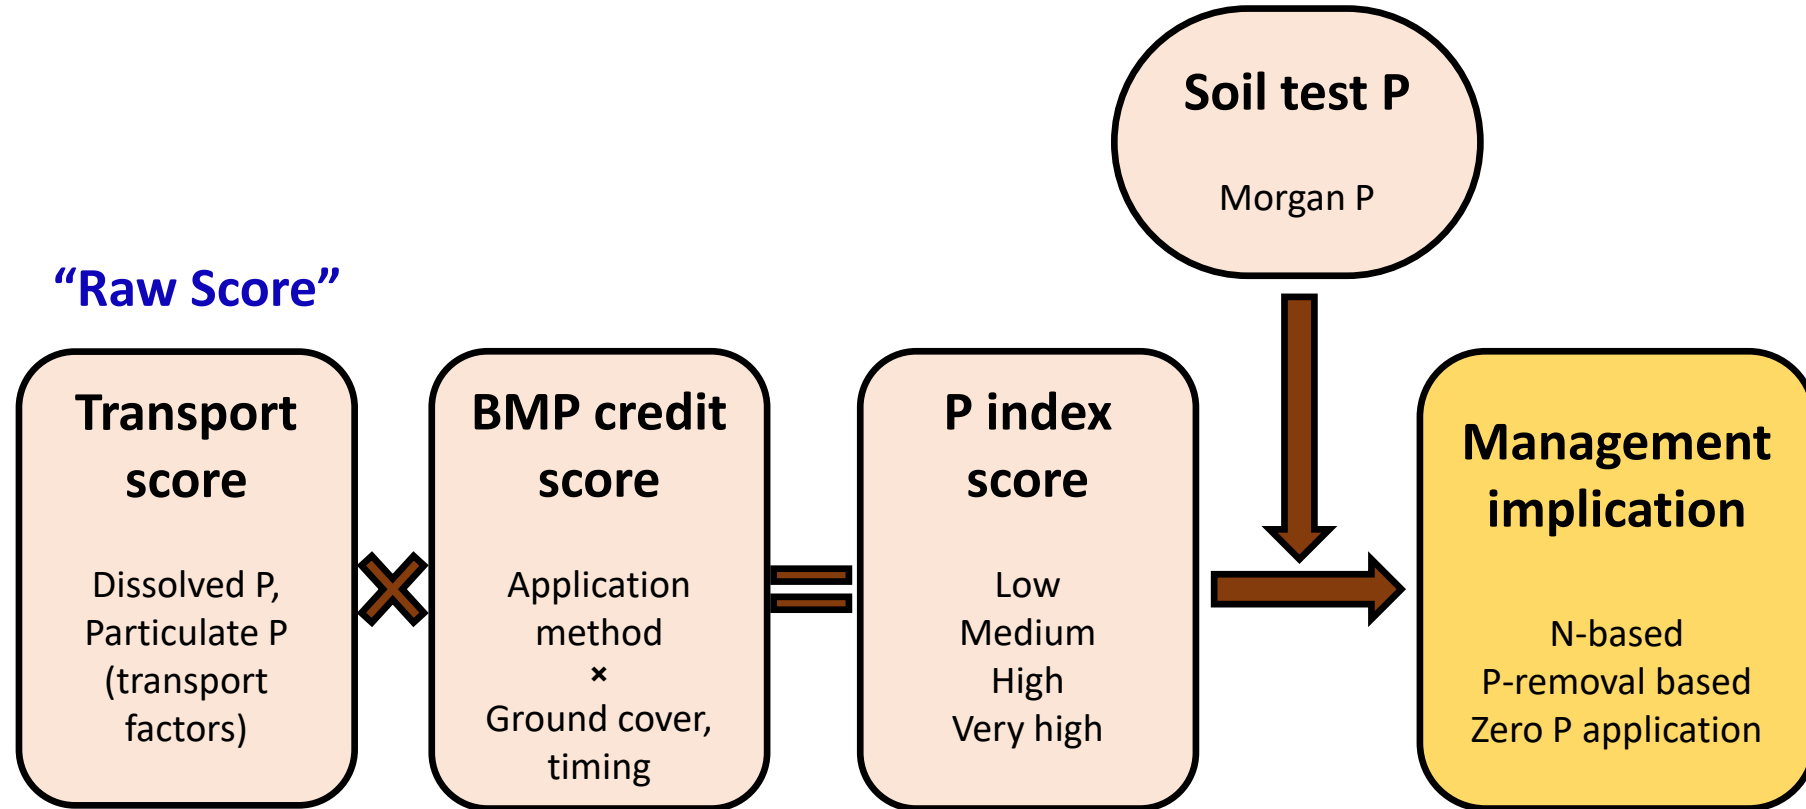 Soil test P
Morgan P
“Raw Score”
Transport
score
Dissolved P,
Particulate P
(transport
factors)
BMP credit
score
Application
method
×
Ground cover,
timing
P index
score
Low
Medium
High
Very high
Management
implication
N-based
P-removal based
Zero P application